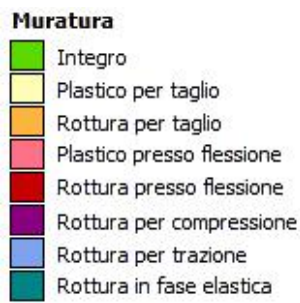 Muratura
Integro
Plastico per taglio
Rottura per taglio
Plastico presso flessione
Rottura presso flessione
Rottura per compressione
Rottura per trazione
Rottura in fase elastica